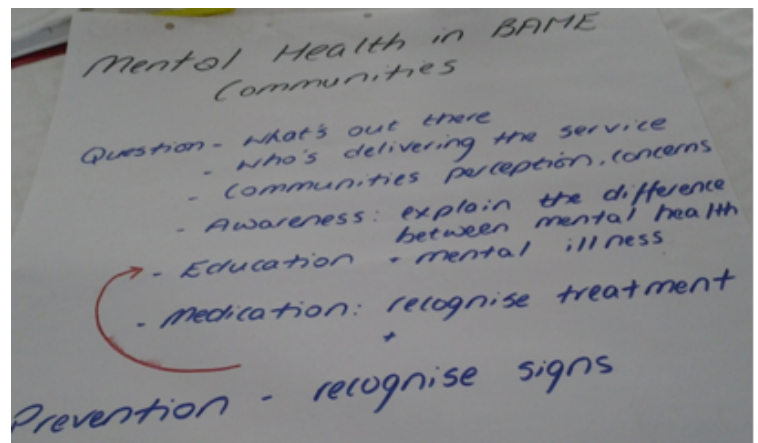 Mental Health in BAME
Communities
Question - what's out there
- who's delivering the service
- Communities perception, concerns
- Awareness: explain the difference
between mental health
- Education + mental illness
- Medication: recognise treatment
+
Prevention - recognise signs